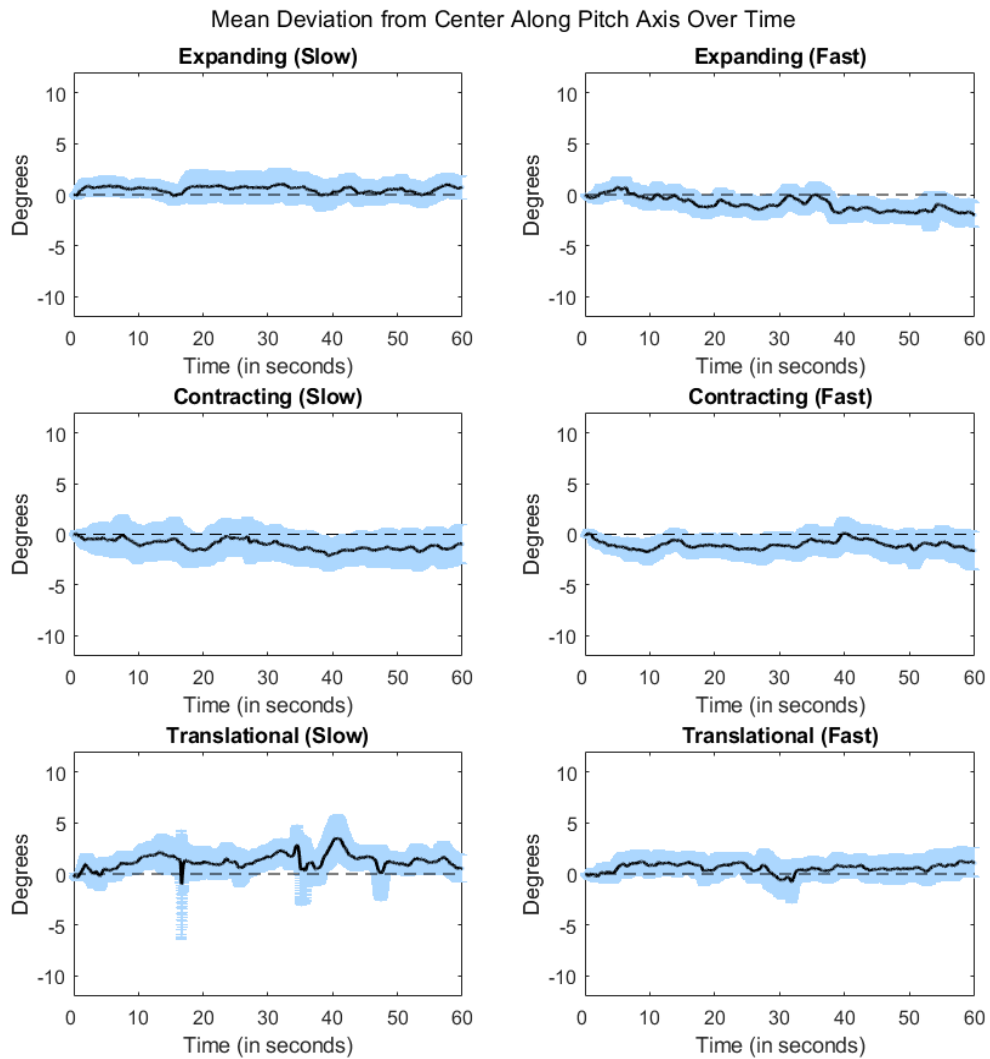 Mean Deviation from Center Along Pitch Axis Over Time
Expanding (Slow)
10
5
0
-5
-10
Degrees
0 10 20 30 40 50 60
Time (in seconds)
Expanding (Fast)
10
5
0
-5
-10
Degrees
0 10 20 30 40 50 60
Time (in seconds)
Contracting (Slow)
10
5
0
-5
-10
Degrees
0 10 20 30 40 50 60
Time (in seconds)
Contracting (Fast)
10
5
0
-5
-10
Degrees
0 10 20 30 40 50 60
Time (in seconds)
Translational (Slow)
10
5
0
-5
-10
Degrees
0 10 20 30 40 50 60
Time (in seconds)
Translational (Fast)
10
5
0
-5
-10
Degrees
0 10 20 30 40 50 60
Time (in seconds)